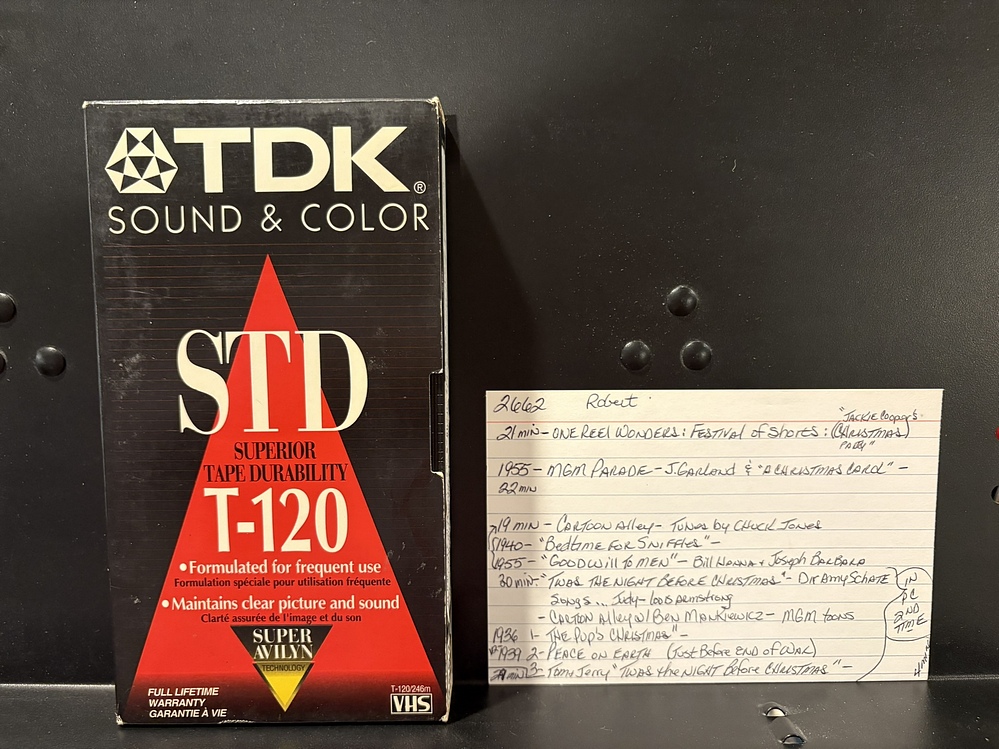 TDK®
SOUND & COLOR
STD
SUPERIOR
TAPE DURABILITY
T-120
•Formulated for frequent use
Formulation spéciale pour utilisation fréquente
•Maintains clear picture and sound
Clarté assurée de l'image et du son
SUPER
AVILYN
TECHNOLOGY
FULL LIFETIME
WARRANTY
GARANTIE À VIE
T-120/246m
VHS
2662 Robert
"JACKIE COOPER'S
21 min - ONE REEL WONDERS: FESTIVAL of SHORTS: (CHRISTMAS)
PARTY"
1955 - MGM PARADE - J. GARLAND & "A CHRISTMAS CAROL" -
22 min
19 min - CARTOON Alley - TUNES by CHUCK JONES
1940 - "Bedtime FOR SNIFFLES" -
1955 - "GOODWILL TO MEN" - Bill HANNA & Joseph BARBARA
30 min - "TWAS THE NIGHT BEFORE CHRISTMAS" - Dir Amy SCHATZ
SONGS ... Judy - LOUIS ARMSTRONG
- CARTON Alley w/ BEN MANKIEWICZ - MGM toons
1936 1- THE PUP'S CHRISTMAS" -
1939 2- PEACE ON EARTH (JUST BEFORE END of WAR)
29 min 3- Tom Jerry "TWAS the NIGHT BEFORE CHRISTMAS" -
IN
PC
2ND
TIME